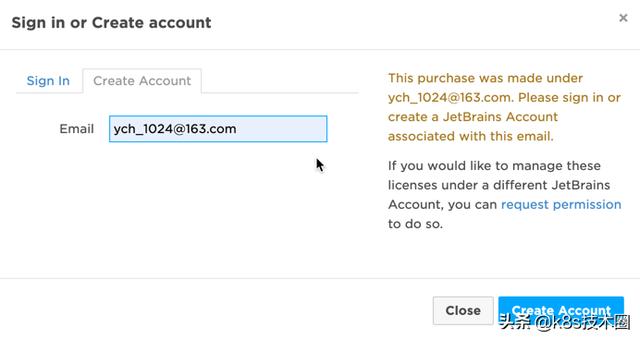 Sign in or Create account
×
Sign In
Create Account
Email
ych_1024@163.com
This purchase was made under
ych_1024@163.com. Please sign in or
create a JetBrains Account
associated with this email.
If you would like to manage these
licenses under a different JetBrains
Account, you can request permission
to do so.
Close
Create Account
头条 @k8s技术圈